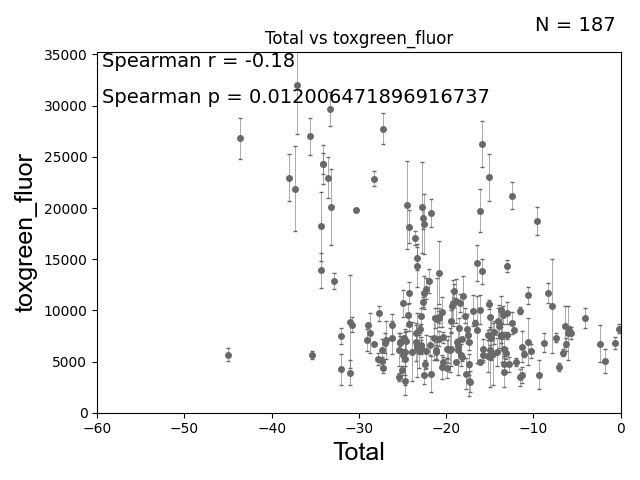 N = 187
Total vs toxgreen_fluor
Spearman r = -0.18
Spearman p = 0.012006471896916737
35000
30000
25000
20000
15000
10000
5000
0
toxgreen_fluor
−60 −50 −40 −30 −20 −10 0
Total